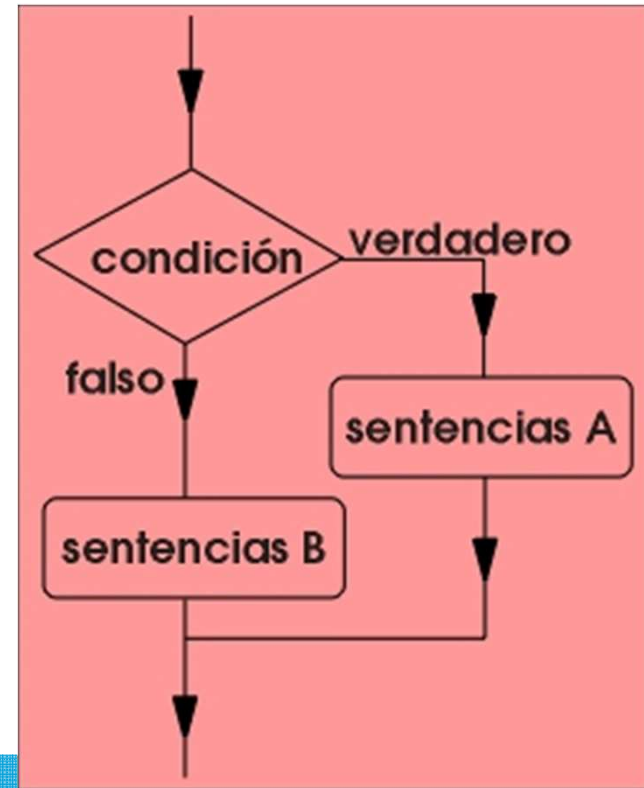 condición
verdadero
falso
sentencias A
sentencias B